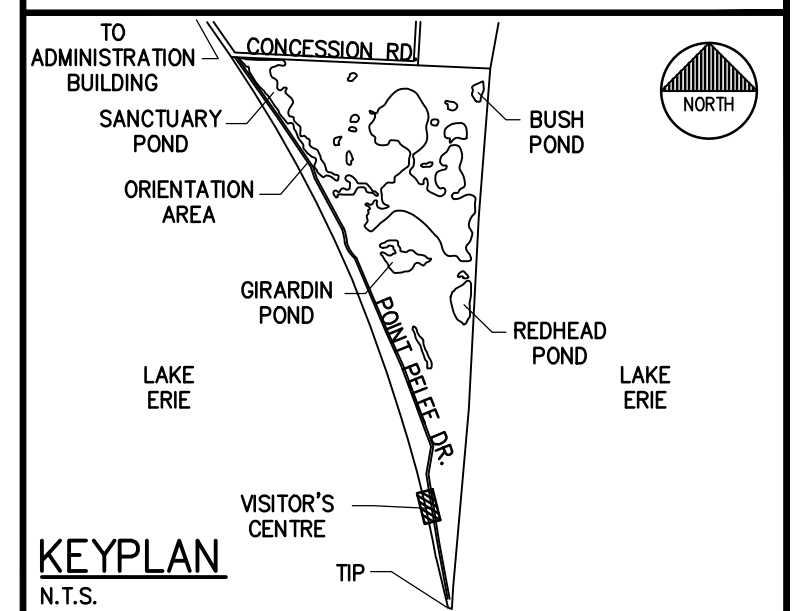 TO
ADMINISTRATION
BUILDING
CONCESSION RD.
NORTH
SANCTUARY
POND
BUSH
POND
ORIENTATION
AREA
GIRARDIN
POND
POINT PELEE DR.
REDHEAD
POND
LAKE
ERIE
LAKE
ERIE
VISITOR'S
CENTRE
KEYPLAN
N.T.S.
TIP